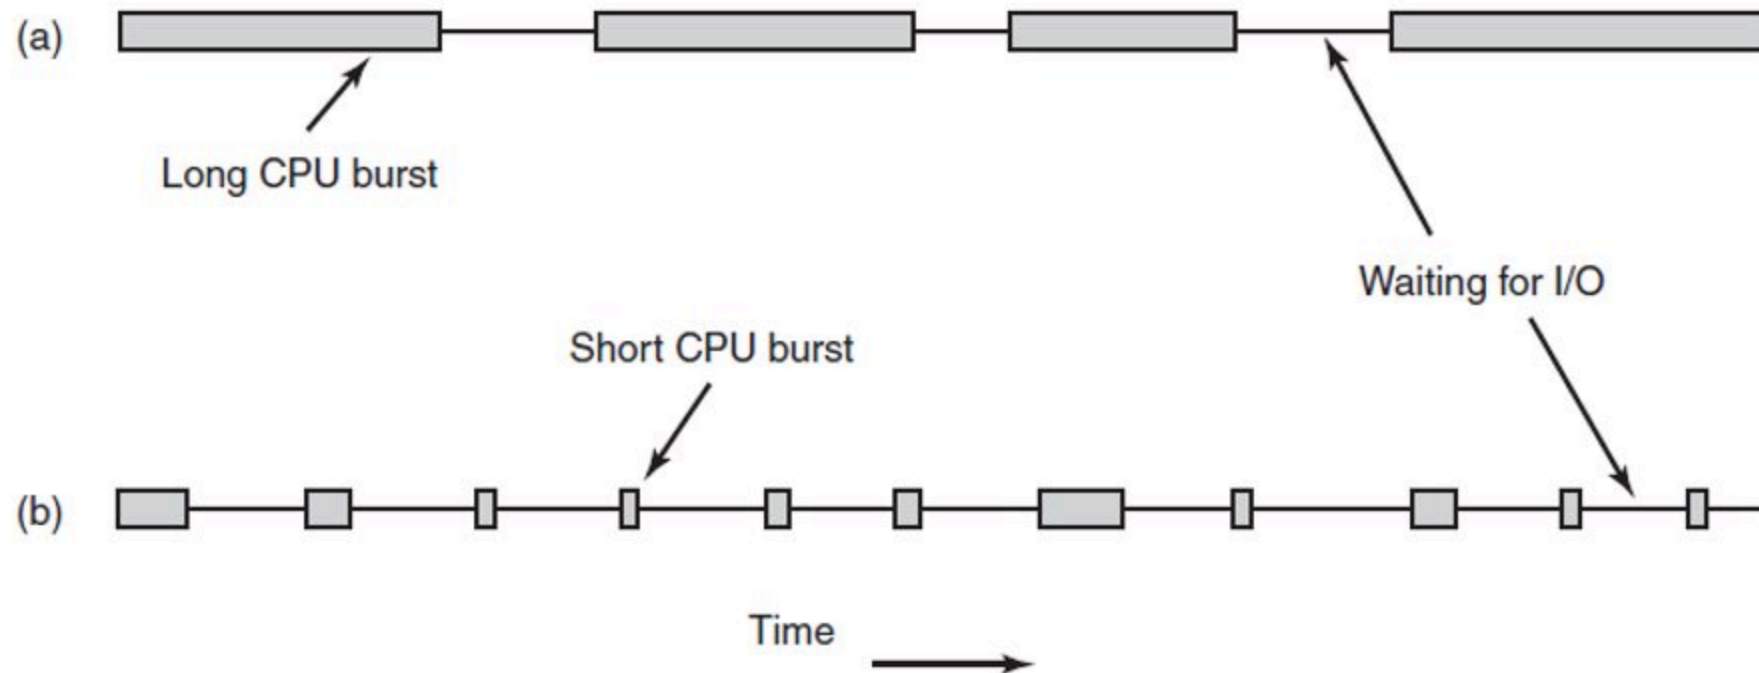 (a)
Long CPU burst
Waiting for I/O
Short CPU burst
(b)
Time